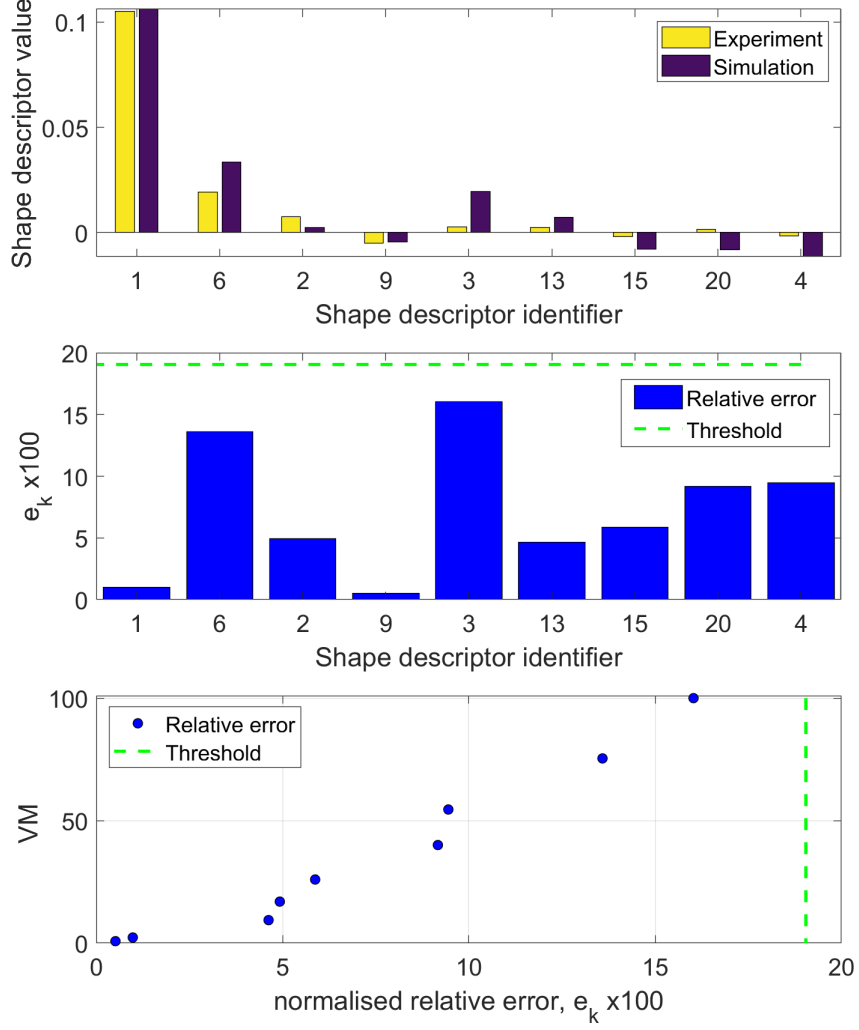 Shape descriptor value
0.1
0.05
0
Experiment
Simulation
1 6 2 9 3 13 15 20 4
Shape descriptor identifier
e_k x100
20
15
10
5
0
Relative error
Threshold
1 6 2 9 3 13 15 20 4
Shape descriptor identifier
VM
100
50
0
Relative error
Threshold
0 5 10 15 20
normalised relative error, e_k x100